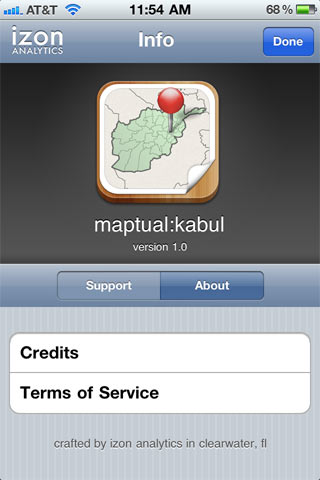 AT&T 11:54 AM 68%
izon
ANALYTICS
Info
Done
maptual:kabul
version 1.0
Support About
Credits
Terms of Service
crafted by izon analytics in clearwater, fl